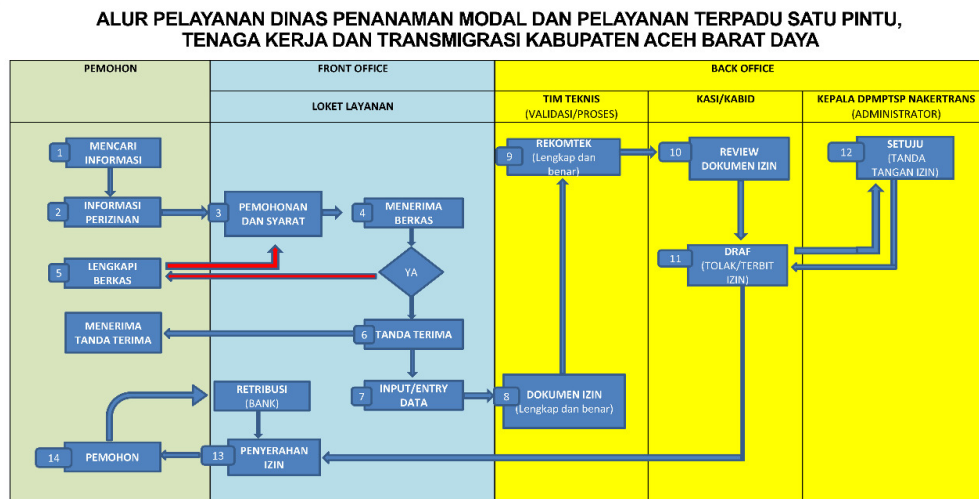 ALUR PELAYANAN DINAS PENANAMAN MODAL DAN PELAYANAN TERPADU SATU PINTU,
TENAGA KERJA DAN TRANSMIGRASI KABUPATEN ACEH BARAT DAYA
PEMOHON
FRONT OFFICE
BACK OFFICE
LOKET LAYANAN
TIM TEKNIS
(VALIDASI/PROSES)
KASI/KABID
KEPALA DPMPTSP NAKERTRANS
(ADMINISTRATOR)
1
MENCARI
INFORMASI
2
INFORMASI
PERIZINAN
3
PEMOHONAN
DAN SYARAT
4
MENERIMA
BERKAS
5
LENGKAPI
BERKAS
YA
6
TANDA TERIMA
MENERIMA
TANDA TERIMA
7
INPUT/ENTRY
DATA
8
DOKUMEN IZIN
(Lengkap dan benar)
9
REKOMTEK
(Lengkap dan
benar)
10
REVIEW
DOKUMEN IZIN
11
DRAF
(TOLAK/TERBIT
IZIN)
12
SETUJU
(TANDA
TANGAN IZIN)
RETRIBUSI
(BANK)
13
PENYERAHAN
IZIN
14
PEMOHON